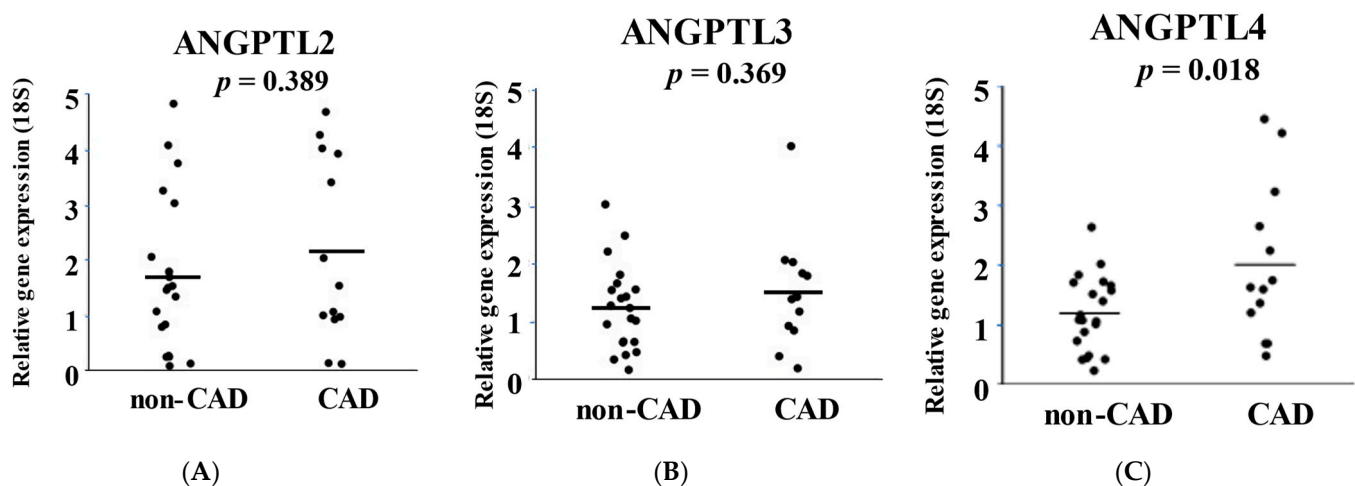 ANGPTL2
p = 0.389
Relative gene expression (18S)
5
4
3
2
1
0
non-CAD CAD
(A)
ANGPTL3
p = 0.369
Relative gene expression (18S)
5
4
3
2
1
0
non-CAD CAD
(B)
ANGPTL4
p = 0.018
Relative gene expression (18S)
5
4
3
2
1
0
non-CAD CAD
(C)